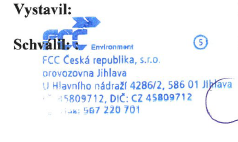 Vystavil:
Schválil:
FCC Environment
5
FCC Česká republika, s.r.o.
provozovna Jihlava
U Hlavního nádraží 4286/2, 586 01 Jihlava
45809712, DIČ: CZ 45809712
567 220 701